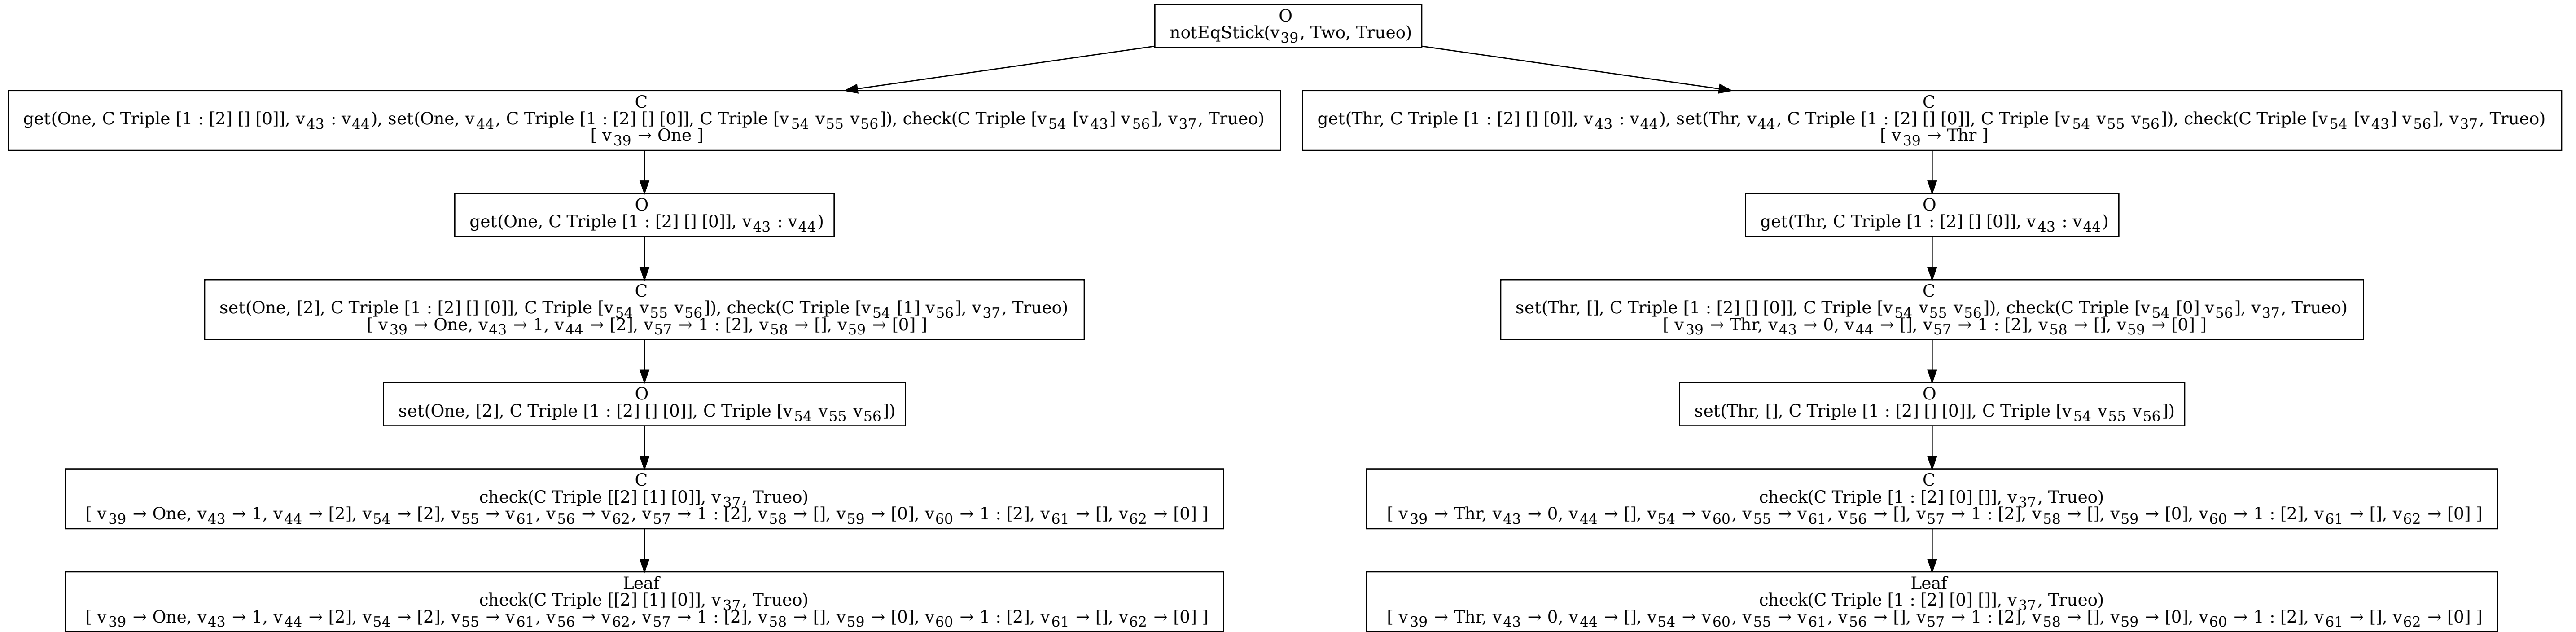 O
notEqStick(v₃₉, Two, Trueo)
C
get(One, C Triple [1 : [2] [] [0]], v₄₃ : v₄₄), set(One, v₄₄, C Triple [1 : [2] [] [0]], C Triple [v₅₄ v₅₅ v₅₆]), check(C Triple [v₅₄ [v₄₃] v₅₆], v₃₇, Trueo)
[ v₃₉ → One ]
C
get(Thr, C Triple [1 : [2] [] [0]], v₄₃ : v₄₄), set(Thr, v₄₄, C Triple [1 : [2] [] [0]], C Triple [v₅₄ v₅₅ v₅₆]), check(C Triple [v₅₄ [v₄₃] v₅₆], v₃₇, Trueo)
[ v₃₉ → Thr ]
O
get(One, C Triple [1 : [2] [] [0]], v₄₃ : v₄₄)
O
get(Thr, C Triple [1 : [2] [] [0]], v₄₃ : v₄₄)
C
set(One, [2], C Triple [1 : [2] [] [0]], C Triple [v₅₄ v₅₅ v₅₆]), check(C Triple [v₅₄ [1] v₅₆], v₃₇, Trueo)
[ v₃₉ → One, v₄₃ → 1, v₄₄ → [2], v₅₇ → 1 : [2], v₅₈ → [], v₅₉ → [0] ]
C
set(Thr, [], C Triple [1 : [2] [] [0]], C Triple [v₅₄ v₅₅ v₅₆]), check(C Triple [v₅₄ [0] v₅₆], v₃₇, Trueo)
[ v₃₉ → Thr, v₄₃ → 0, v₄₄ → [], v₅₇ → 1 : [2], v₅₈ → [], v₅₉ → [0] ]
O
set(One, [2], C Triple [1 : [2] [] [0]], C Triple [v₅₄ v₅₅ v₅₆])
O
set(Thr, [], C Triple [1 : [2] [] [0]], C Triple [v₅₄ v₅₅ v₅₆])
C
check(C Triple [[2] [1] [0]], v₃₇, Trueo)
[ v₃₉ → One, v₄₃ → 1, v₄₄ → [2], v₅₄ → [2], v₅₅ → v₆₁, v₅₆ → v₆₂, v₅₇ → 1 : [2], v₅₈ → [], v₅₉ → [0], v₆₀ → 1 : [2], v₆₁ → [], v₆₂ → [0] ]
C
check(C Triple [1 : [2] [0] []], v₃₇, Trueo)
[ v₃₉ → Thr, v₄₃ → 0, v₄₄ → [], v₅₄ → v₆₀, v₅₅ → v₆₁, v₅₆ → [], v₅₇ → 1 : [2], v₅₈ → [], v₅₉ → [0], v₆₀ → 1 : [2], v₆₁ → [], v₆₂ → [0] ]
Leaf
check(C Triple [[2] [1] [0]], v₃₇, Trueo)
[ v₃₉ → One, v₄₃ → 1, v₄₄ → [2], v₅₄ → [2], v₅₅ → v₆₁, v₅₆ → v₆₂, v₅₇ → 1 : [2], v₅₈ → [], v₅₉ → [0], v₆₀ → 1 : [2], v₆₁ → [], v₆₂ → [0] ]
Leaf
check(C Triple [1 : [2] [0] []], v₃₇, Trueo)
[ v₃₉ → Thr, v₄₃ → 0, v₄₄ → [], v₅₄ → v₆₀, v₅₅ → v₆₁, v₅₆ → [], v₅₇ → 1 : [2], v₅₈ → [], v₅₉ → [0], v₆₀ → 1 : [2], v₆₁ → [], v₆₂ → [0] ]